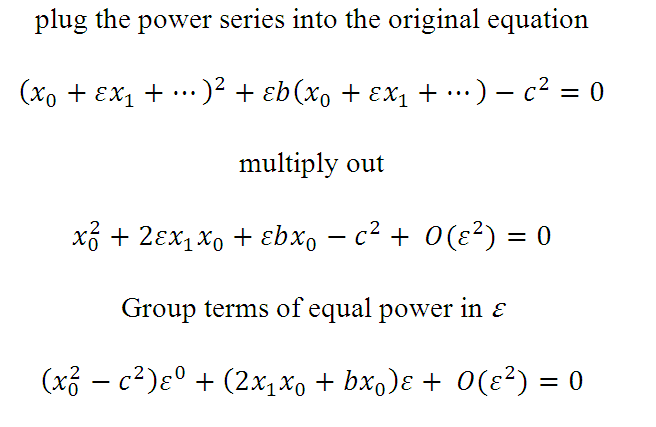 plug the power series into the original equation
(x₀ + εx₁ + ⋯ )² + εb(x₀ + εx₁ + ⋯ ) − c² = 0
multiply out
x₀² + 2εx₁x₀ + εbx₀ − c² + O(ε²) = 0
Group terms of equal power in ε
(x₀² − c²)ε⁰ + (2x₁x₀ + bx₀)ε + O(ε²) = 0